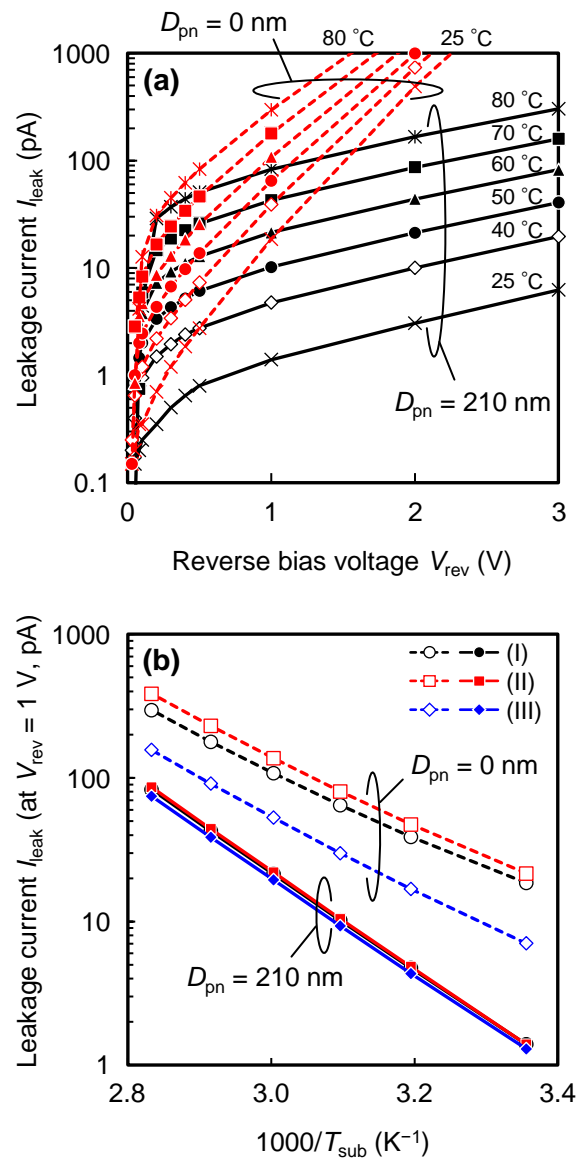 D_pn = 0 nm
80 °C 25 °C
(a)
1000
100
10
1
0.1
Leakage current I_leak (pA)
80 °C
70 °C
60 °C
50 °C
40 °C
25 °C
D_pn = 210 nm
0 1 2 3
Reverse bias voltage V_rev (V)
(b)
1000
100
10
1
Leakage current I_leak (at V_rev = 1 V, pA)
(I)
(II)
(III)
D_pn = 0 nm
D_pn = 210 nm
2.8 3.0 3.2 3.4
1000/T_sub (K⁻¹)